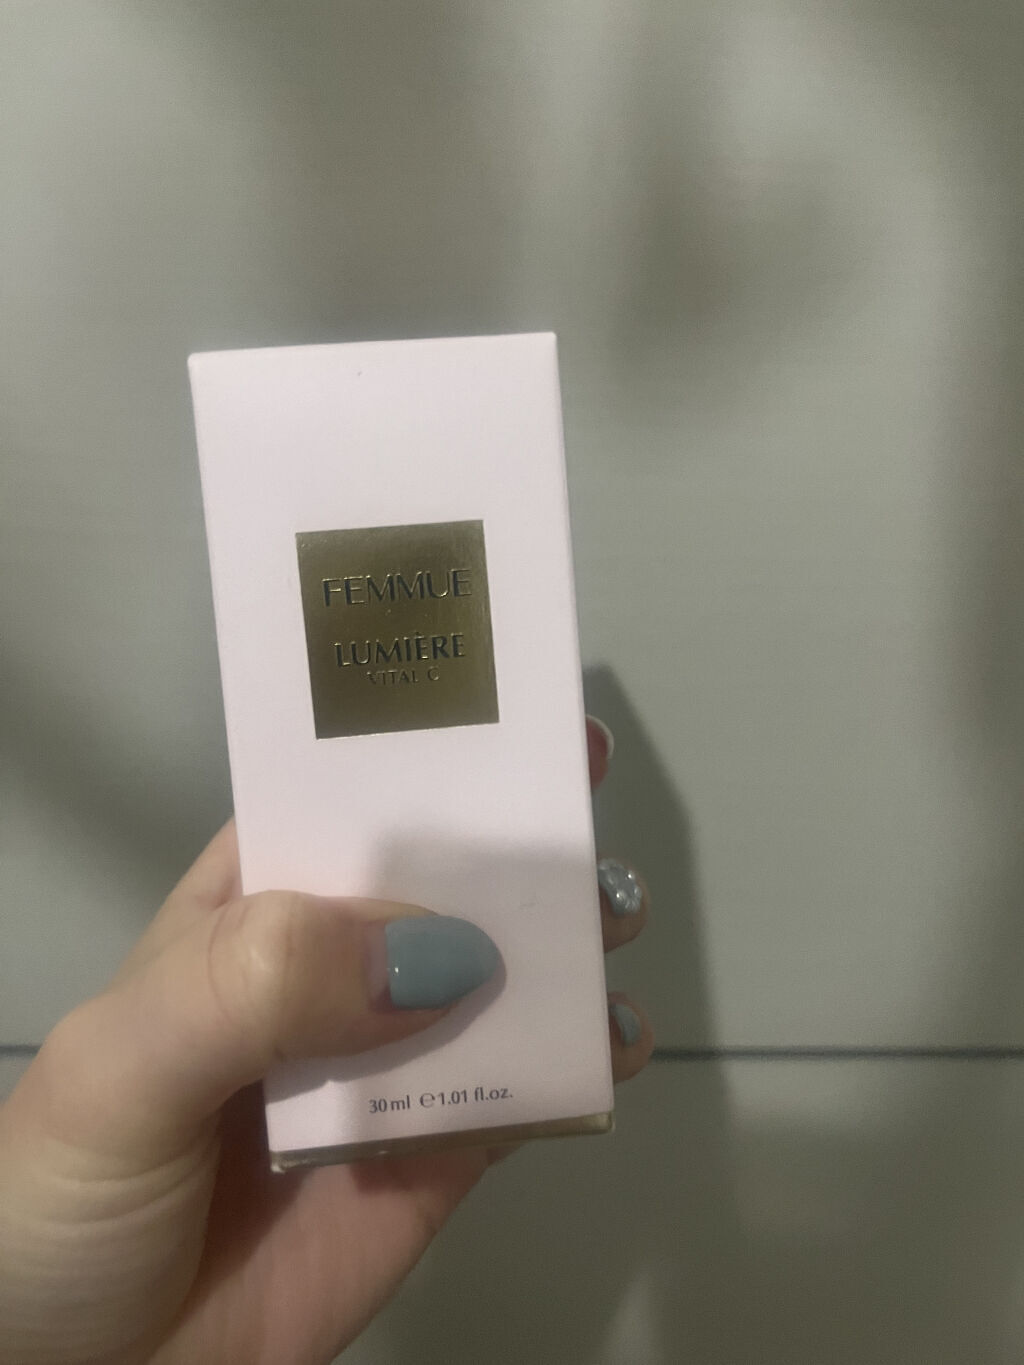 FEMMUE
LUMIÈRE
VITAL C
30 ml ℮ 1.01 fl.oz.